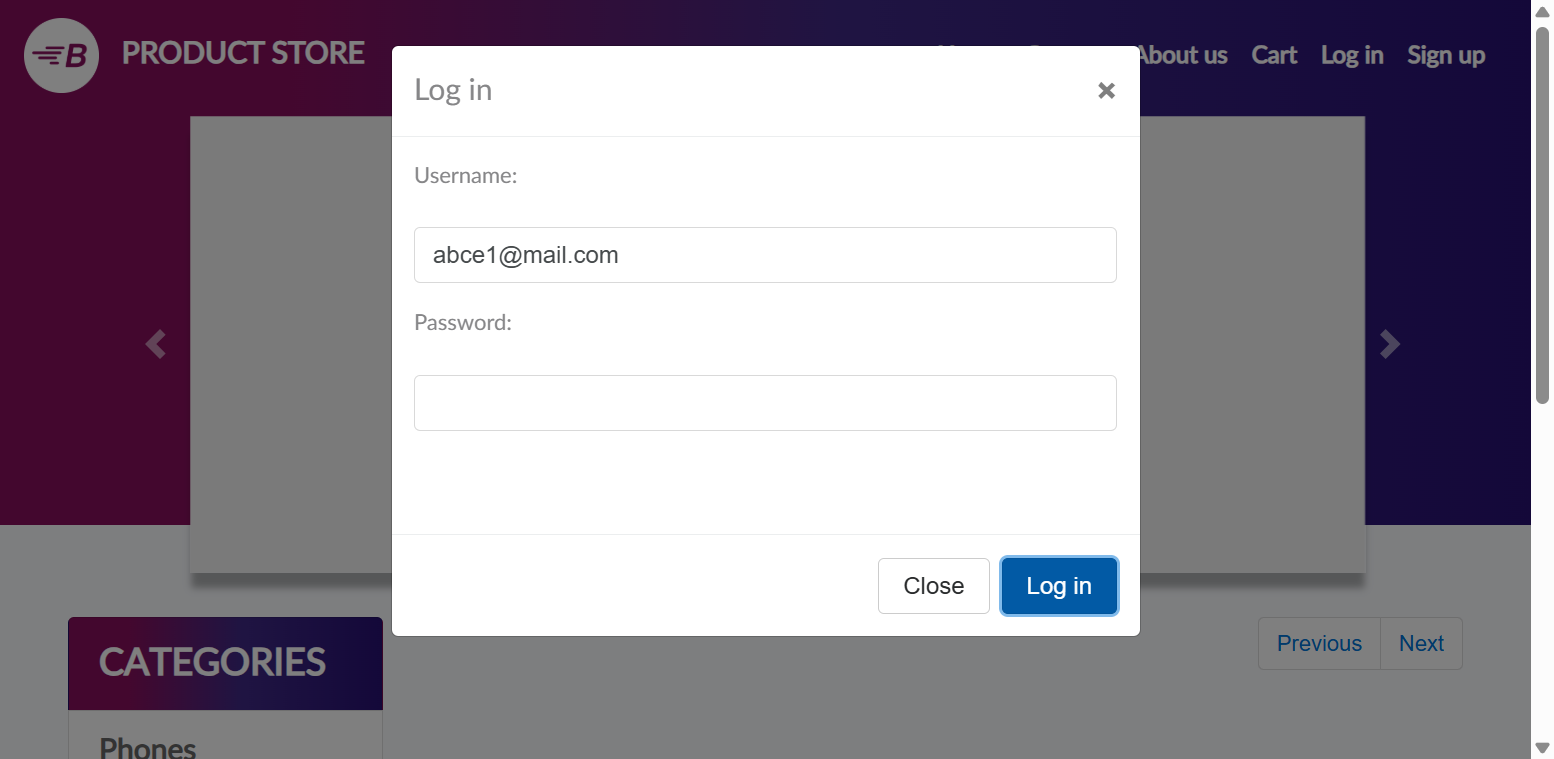 B PRODUCT STORE
About us Cart Log in Sign up
Log in
Username:
abce1@mail.com
Password:
Close Log in
CATEGORIES
Previous Next
Phones